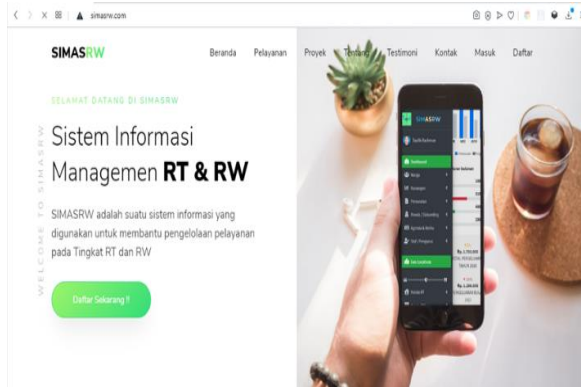 simasrw.com
SIMASRW
Beranda Pelayanan Proyek Tentang Testimoni Kontak Masuk Daftar
SELAMAT DATANG DI SIMASRW
WELCOME TO SIMASRW
Sistem Informasi
Managemen RT & RW
SIMASRW adalah suatu sistem informasi yang
digunakan untuk membantu pengelolaan pelayanan
pada Tingkat RT dan RW
Daftar Sekarang !!
SIMASRW
Dashboard